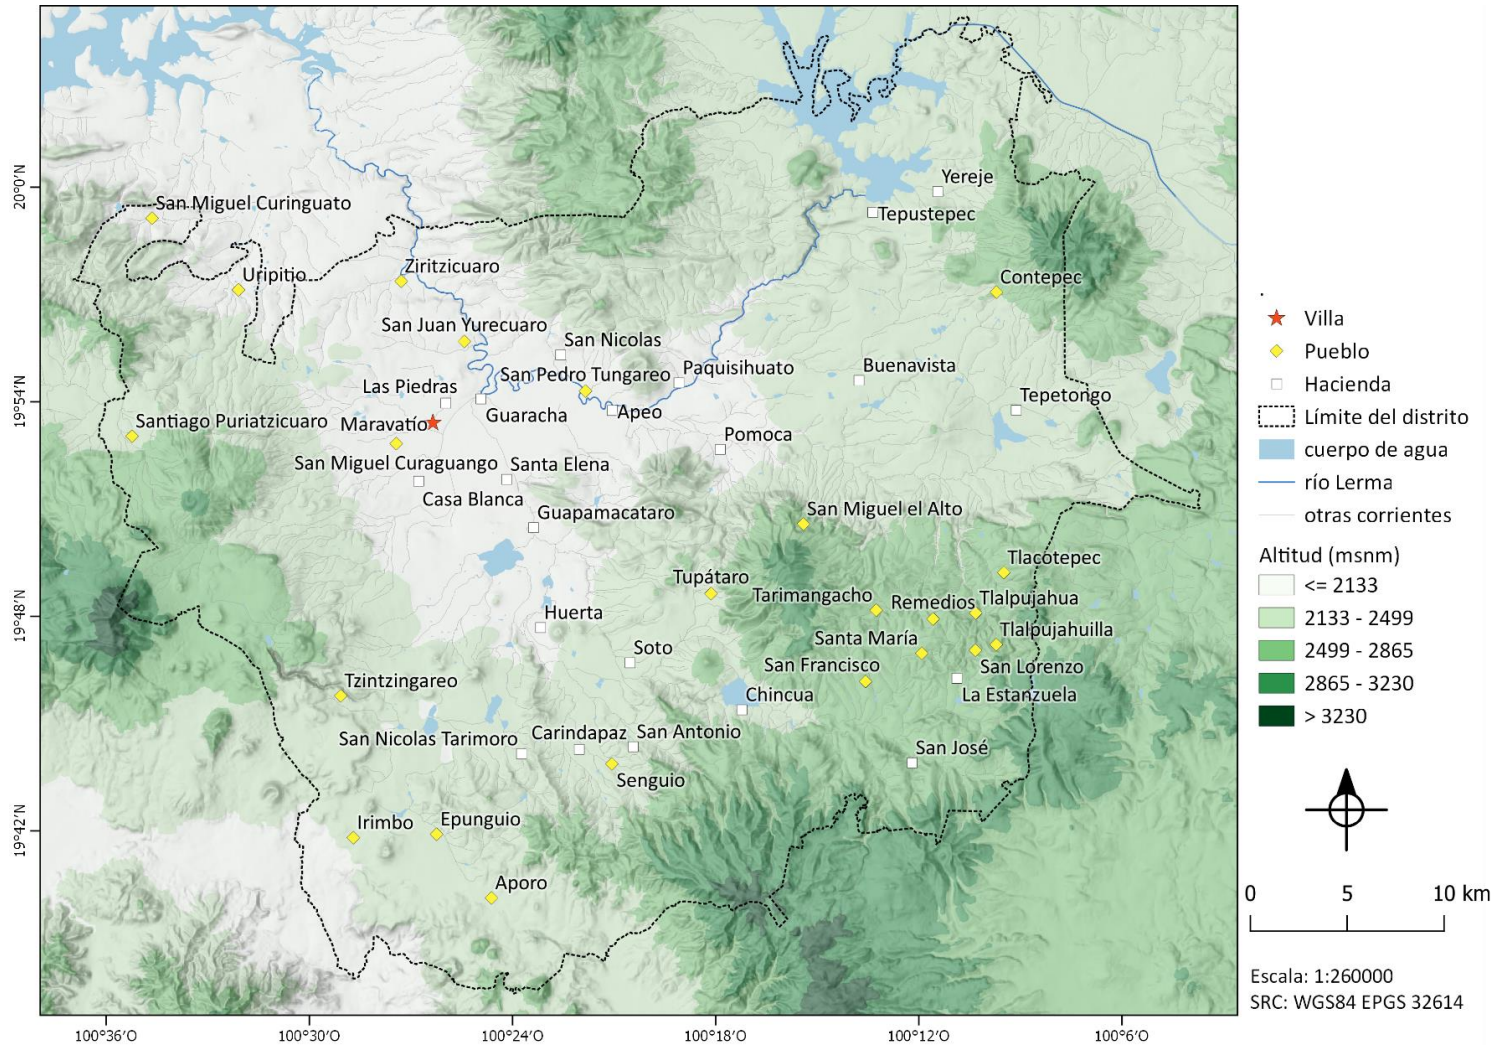 San Miguel Curinguato
Uripitio
Ziritzicuaro
San Juan Yurecuaro
San Nicolas
San Pedro Tungareo
Paquisihuato
Las Piedras
Guaracha
Apeo
Maravatío
Santiago Puriatzicuaro
San Miguel Curaguango
Santa Elena
Casa Blanca
Guapamacataro
Pomoca
Yereje
Tepustepec
Contepec
Buenavista
Tepetongo
San Miguel el Alto
Tlacotepec
Tupátaro
Tarimangacho
Remedios
Tlalpujahua
Tlalpujahuilla
Santa María
San Francisco
San Lorenzo
La Estanzuela
Huerta
Soto
Chincua
Tzintzingareo
San Nicolas Tarimoro
Carindapaz
San Antonio
Senguio
San José
Irimbo
Epunguio
Aporo
20°0'N
19°54'N
19°48'N
19°42'N
100°36'O
100°30'O
100°24'O
100°18'O
100°12'O
100°6'O
.
Villa
Pueblo
Hacienda
Límite del distrito
cuerpo de agua
río Lerma
otras corrientes
Altitud (msnm)
<= 2133
2133 - 2499
2499 - 2865
2865 - 3230
> 3230
0 5 10 km
Escala: 1:260000
SRC: WGS84 EPGS 32614